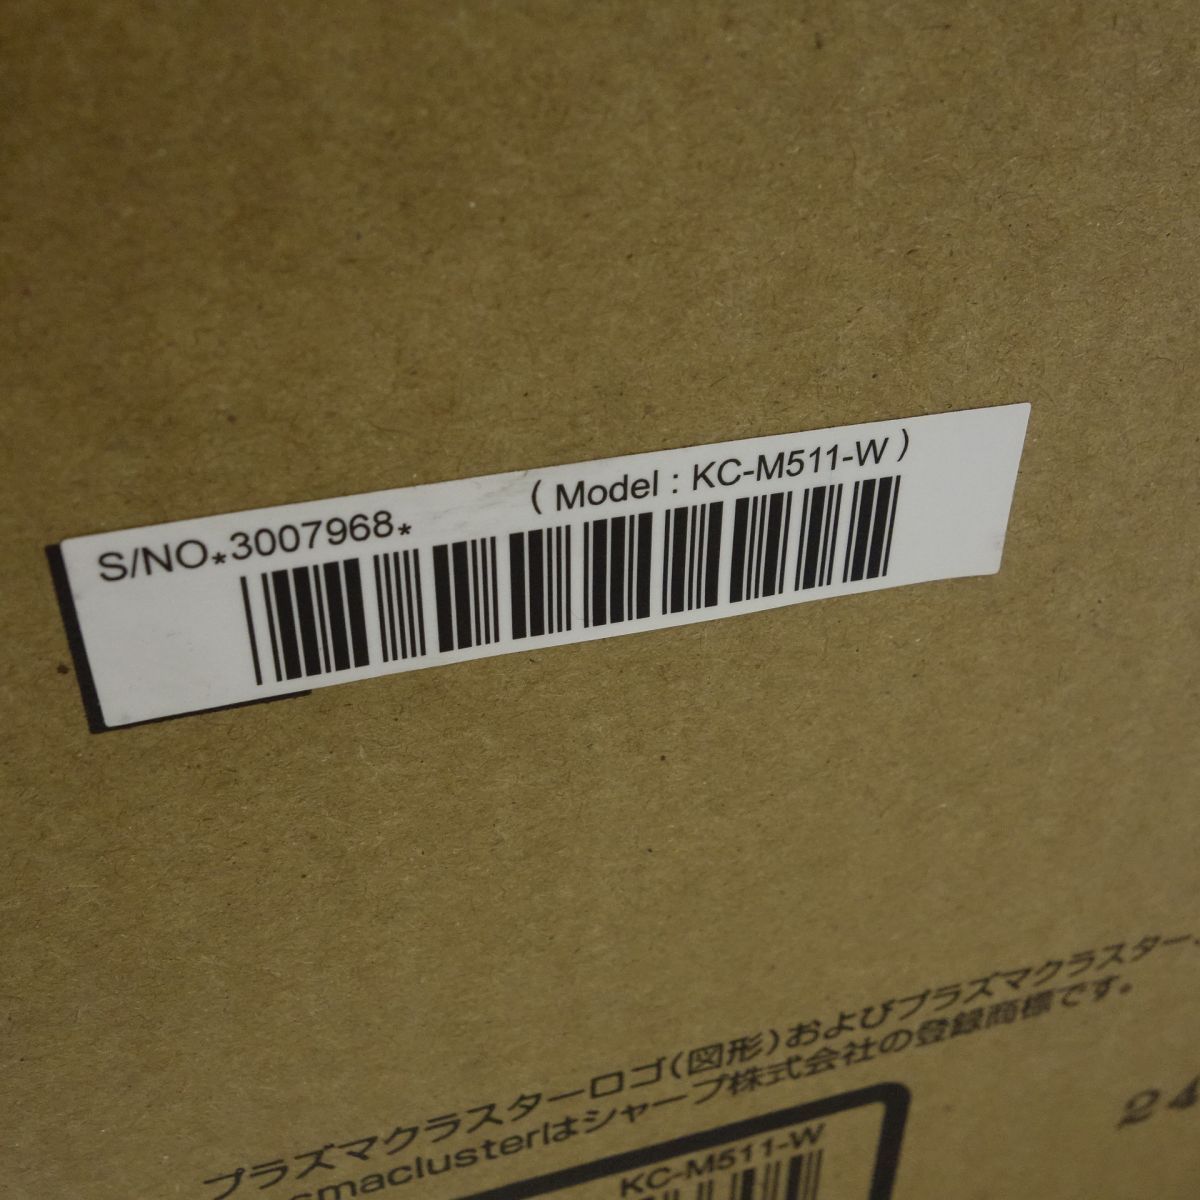 S/NO.*3007968*
( Model : KC-M511-W )
プラズマクラスターロゴ(図形)およびプラズマクラスター、
smaclusterはシャープ株式会社の登録商標です。
24
KC-M511-W